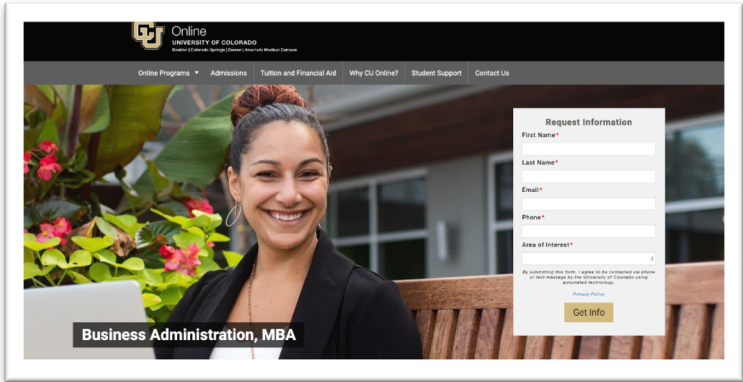 CU
Online
UNIVERSITY OF COLORADO
Boulder | Colorado Springs | Denver | Anschutz Medical Campus
Online Programs ▼ Admissions Tuition and Financial Aid Why CU Online? Student Support Contact Us
Request Information
First Name*
Last Name*
Email*
Phone*
Area of Interest*
By submitting this form, I agree to be contacted via phone
or text message by the University of Colorado using
automated technology.
Privacy Policy
Get Info
Business Administration, MBA